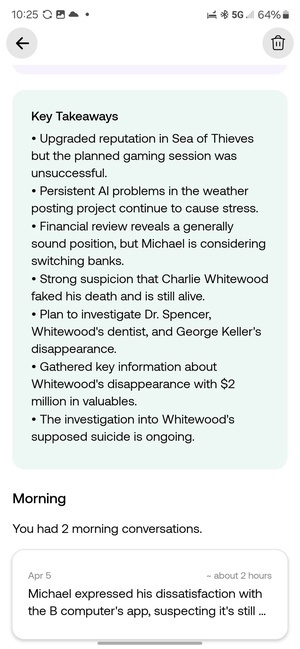 10:25 5G 64%
Key Takeaways
• Upgraded reputation in Sea of Thieves
but the planned gaming session was
unsuccessful.
• Persistent AI problems in the weather
posting project continue to cause stress.
• Financial review reveals a generally
sound position, but Michael is considering
switching banks.
• Strong suspicion that Charlie Whitewood
faked his death and is still alive.
• Plan to investigate Dr. Spencer,
Whitewood's dentist, and George Keller's
disappearance.
• Gathered key information about
Whitewood's disappearance with $2
million in valuables.
• The investigation into Whitewood's
supposed suicide is ongoing.
Morning
You had 2 morning conversations.
Apr 5 ~ about 2 hours
Michael expressed his dissatisfaction with
the B computer's app, suspecting it's still ...